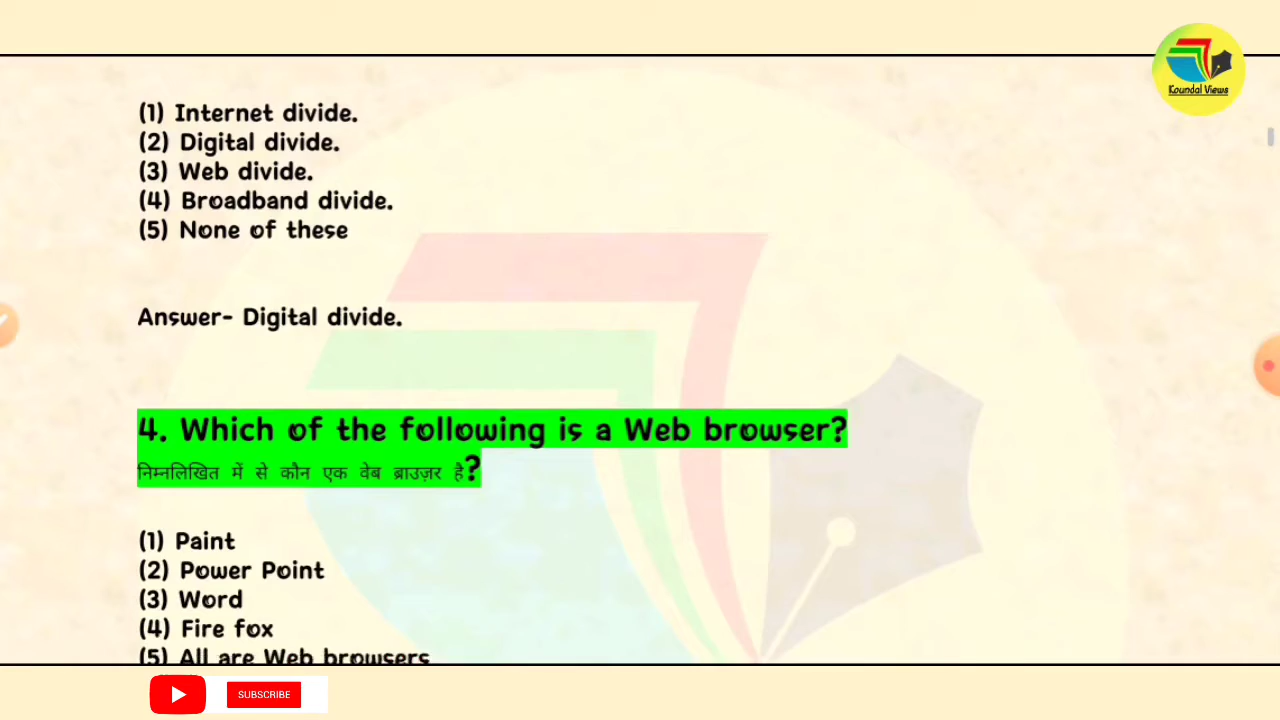 Koundal Views
(1) Internet divide.
(2) Digital divide.
(3) Web divide.
(4) Broadband divide.
(5) None of these
Answer- Digital divide.
4. Which of the following is a Web browser?
निम्नलिखित में से कौन एक वेब ब्राउज़र है?
(1) Paint
(2) Power Point
(3) Word
(4) Fire fox
(5) All are Web browsers
SUBSCRIBE